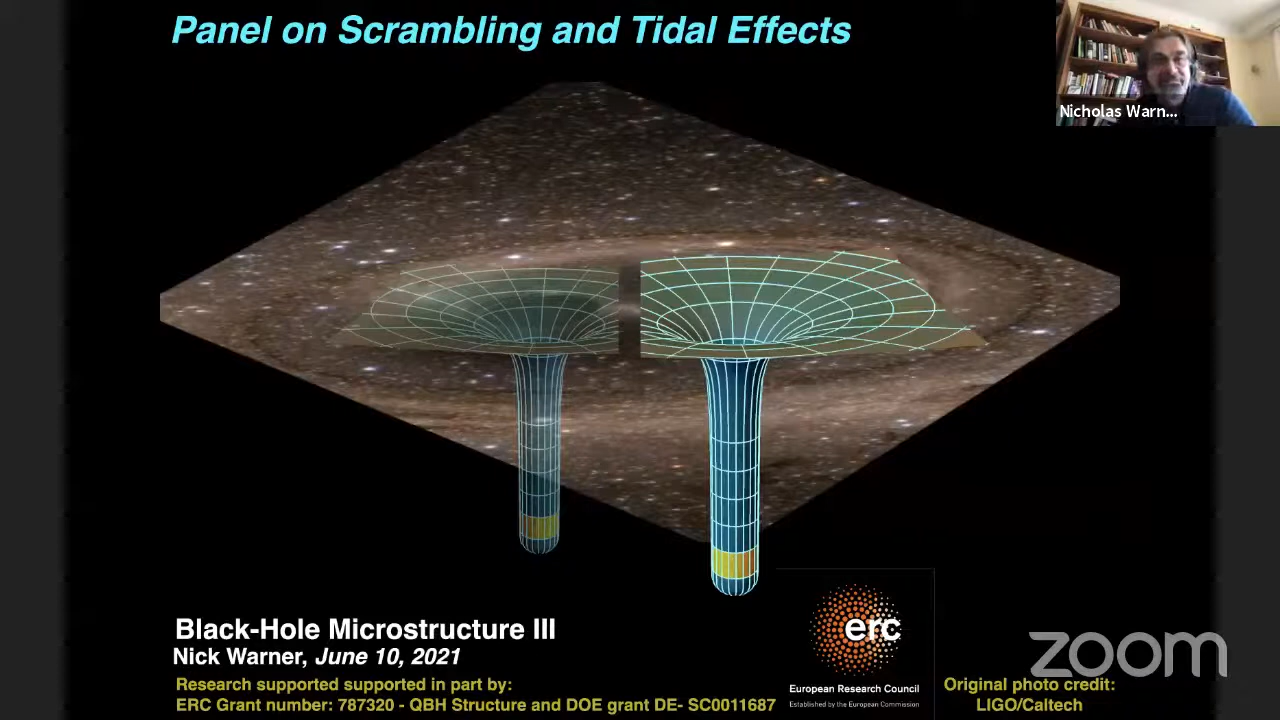 Panel on Scrambling and Tidal Effects
Nicholas Warn...
Black-Hole Microstructure III
Nick Warner, June 10, 2021
Research supported supported in part by:
ERC Grant number: 787320 - QBH Structure and DOE grant DE- SC0011687
erc
European Research Council
Established by the European Commission
Original photo credit:
LIGO/Caltech
zoom